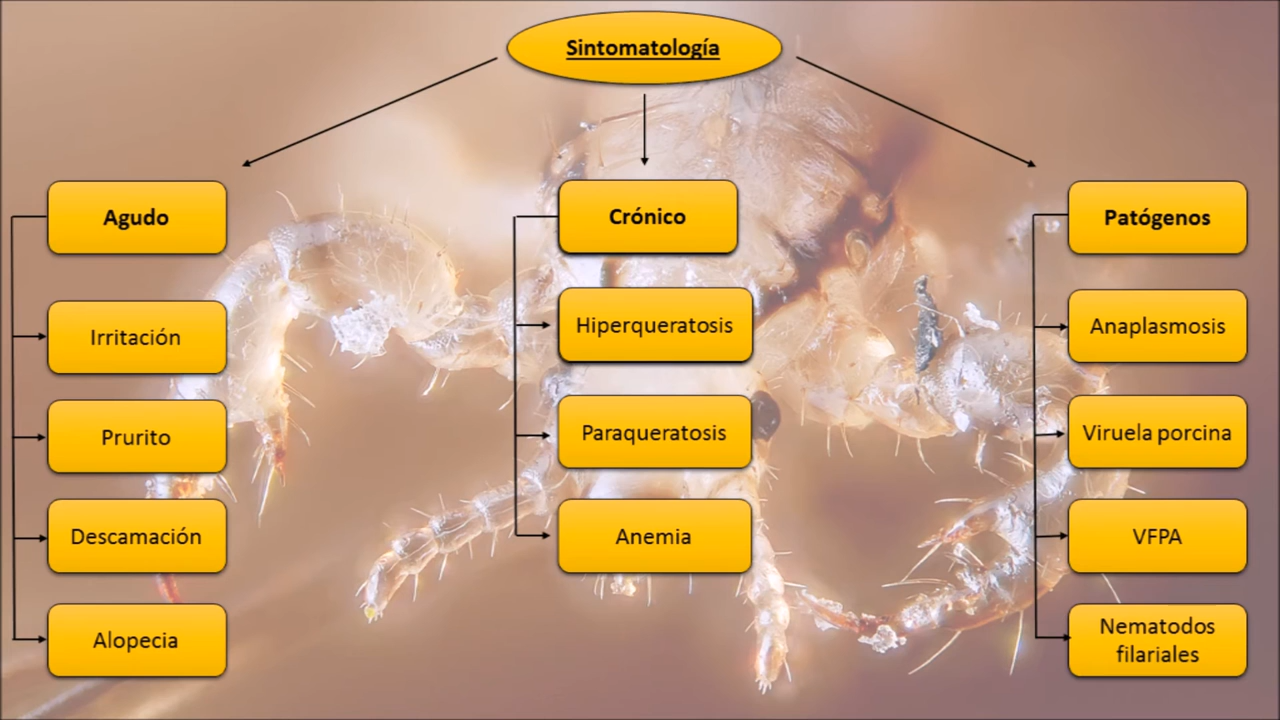 Sintomatología
Agudo
Irritación
Prurito
Descamación
Alopecia
Crónico
Hiperqueratosis
Paraqueratosis
Anemia
Patógenos
Anaplasmosis
Viruela porcina
VFPA
Nematodos
filariales